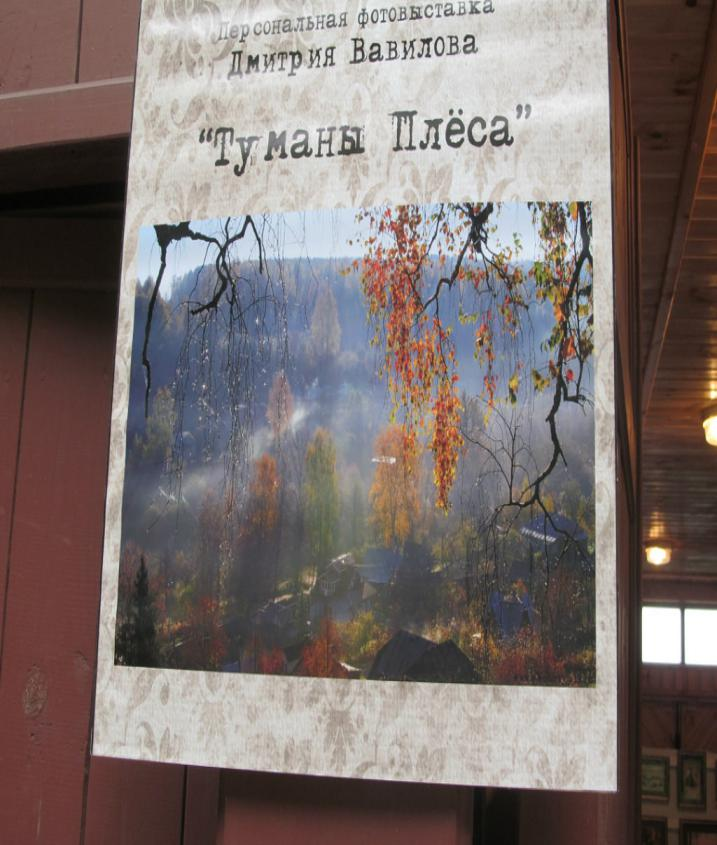 Персональная фотовыставка
Дмитрия Вавилова
“Туманы Плёса”